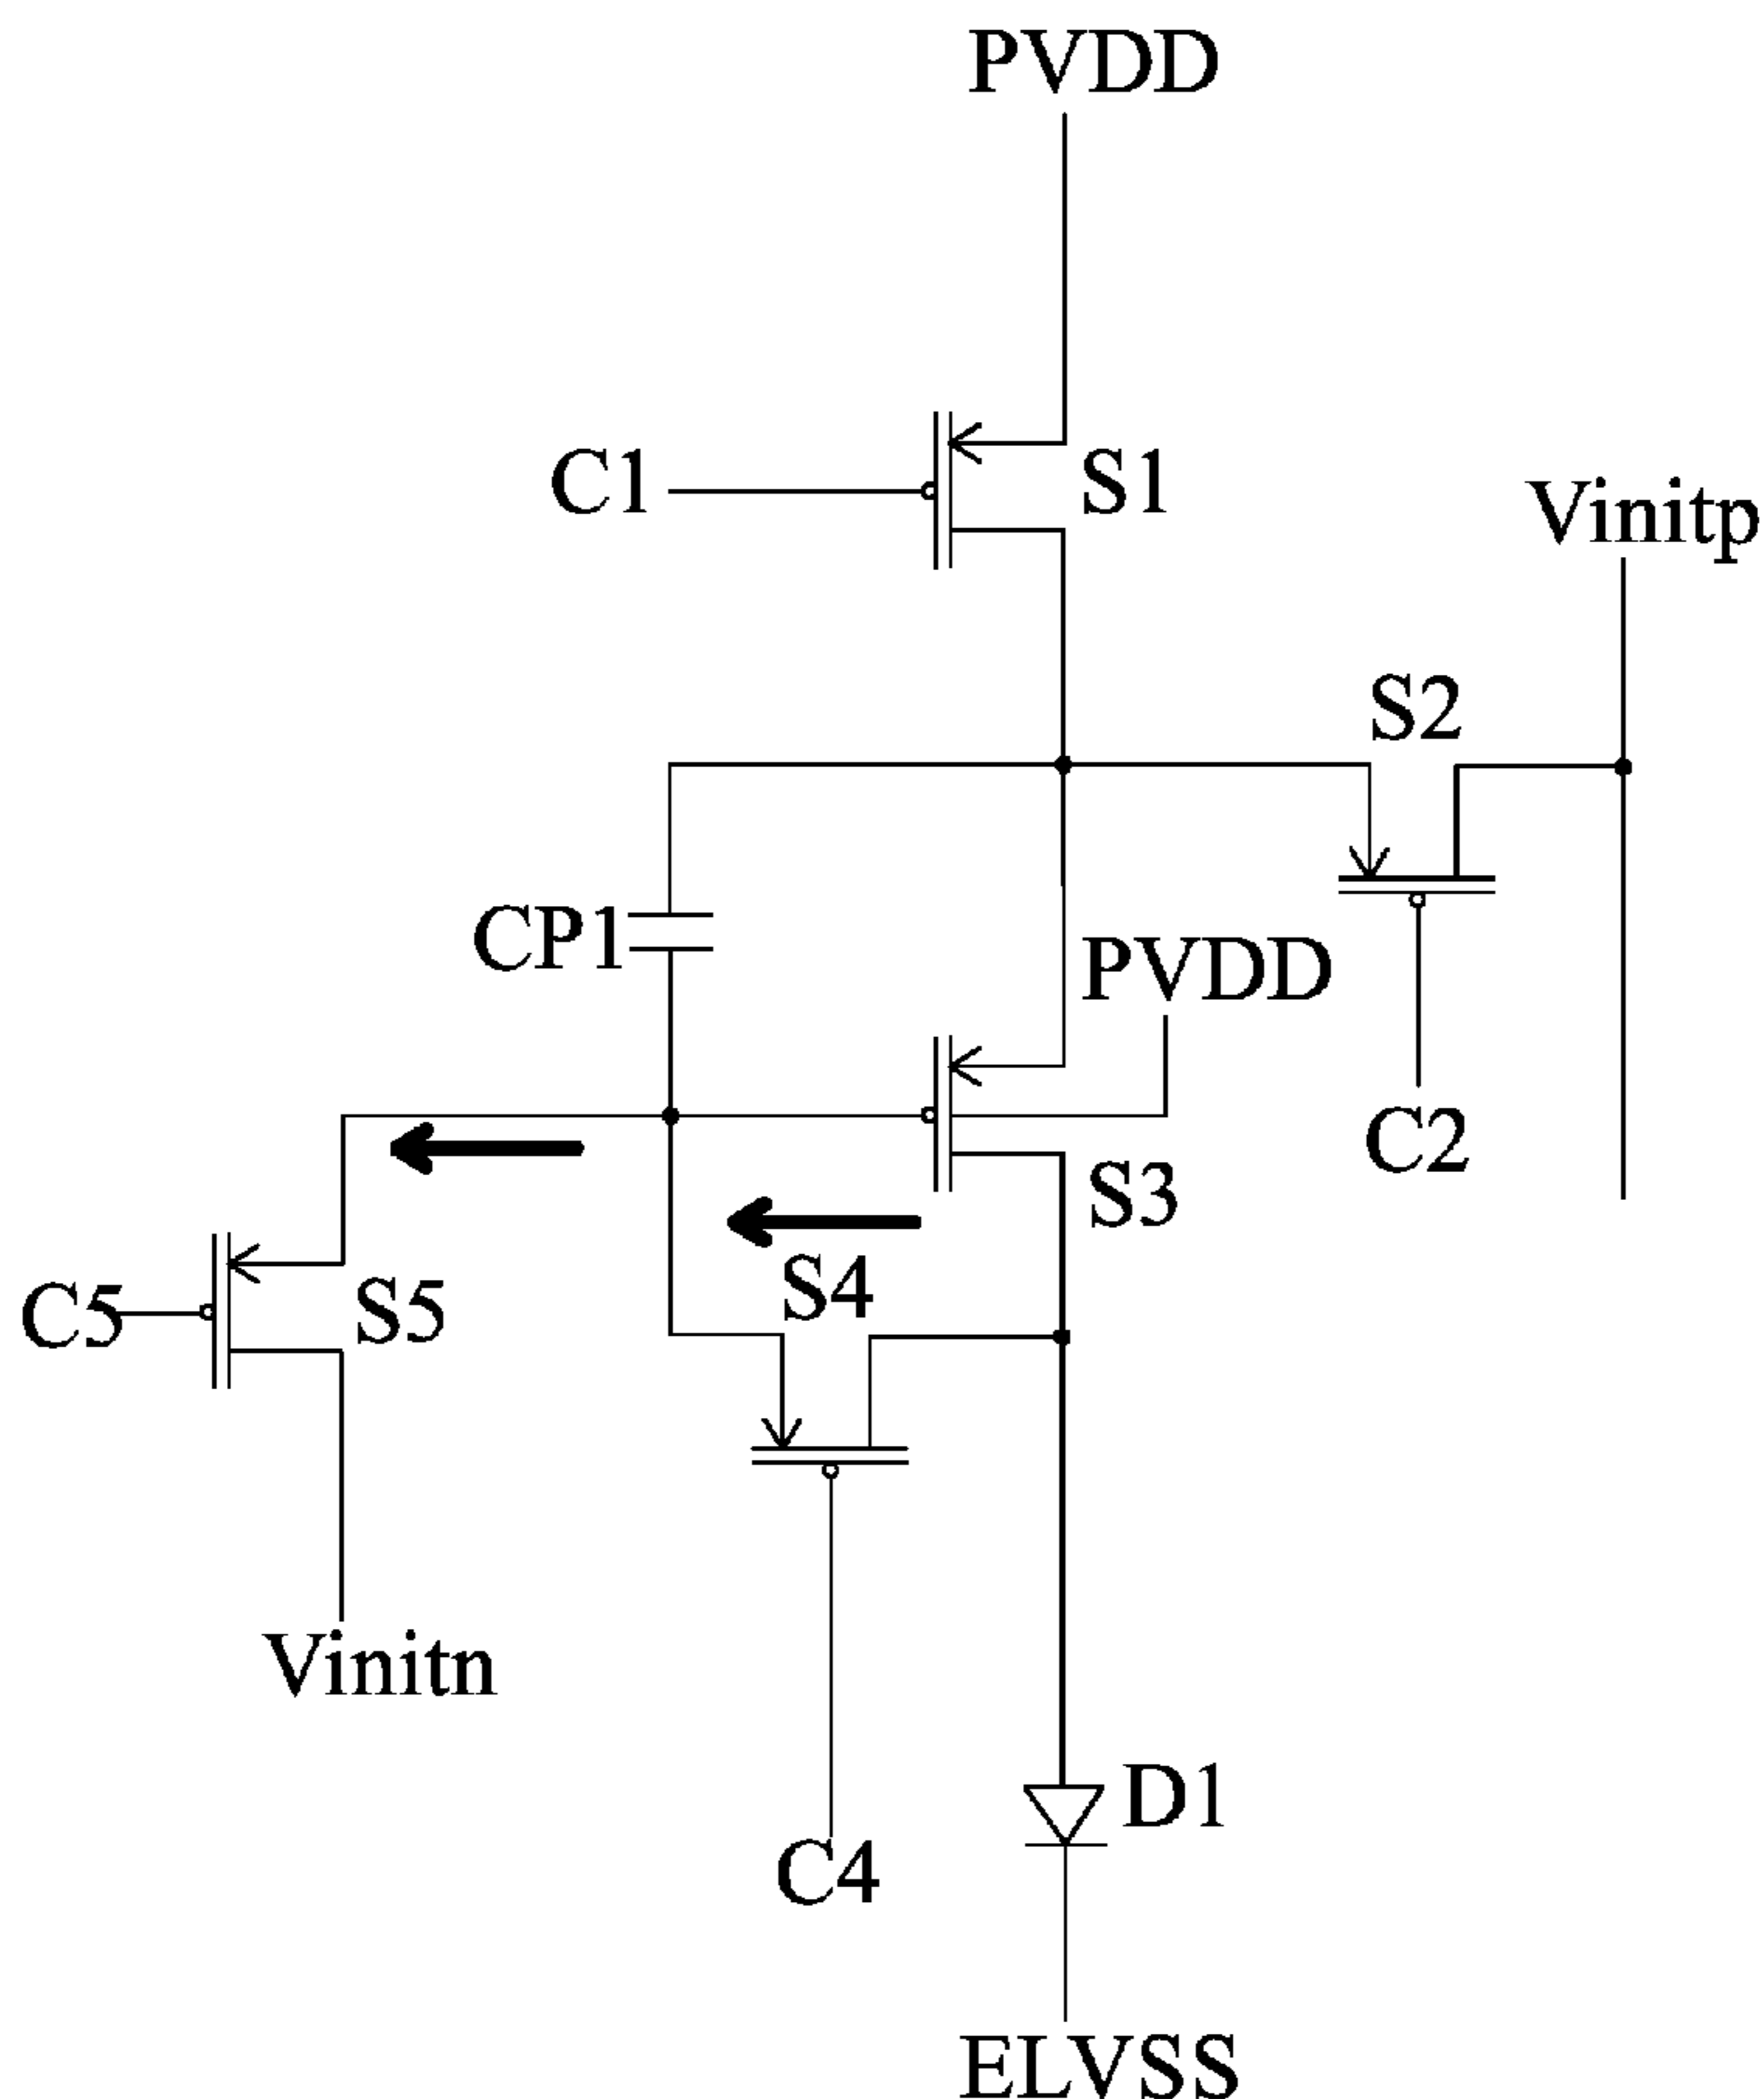 PVDD
C1
S1
Vinitp
S2
CP1
PVDD
C2
S3
S4
C5
S5
Vinitn
D1
C4
ELVSS